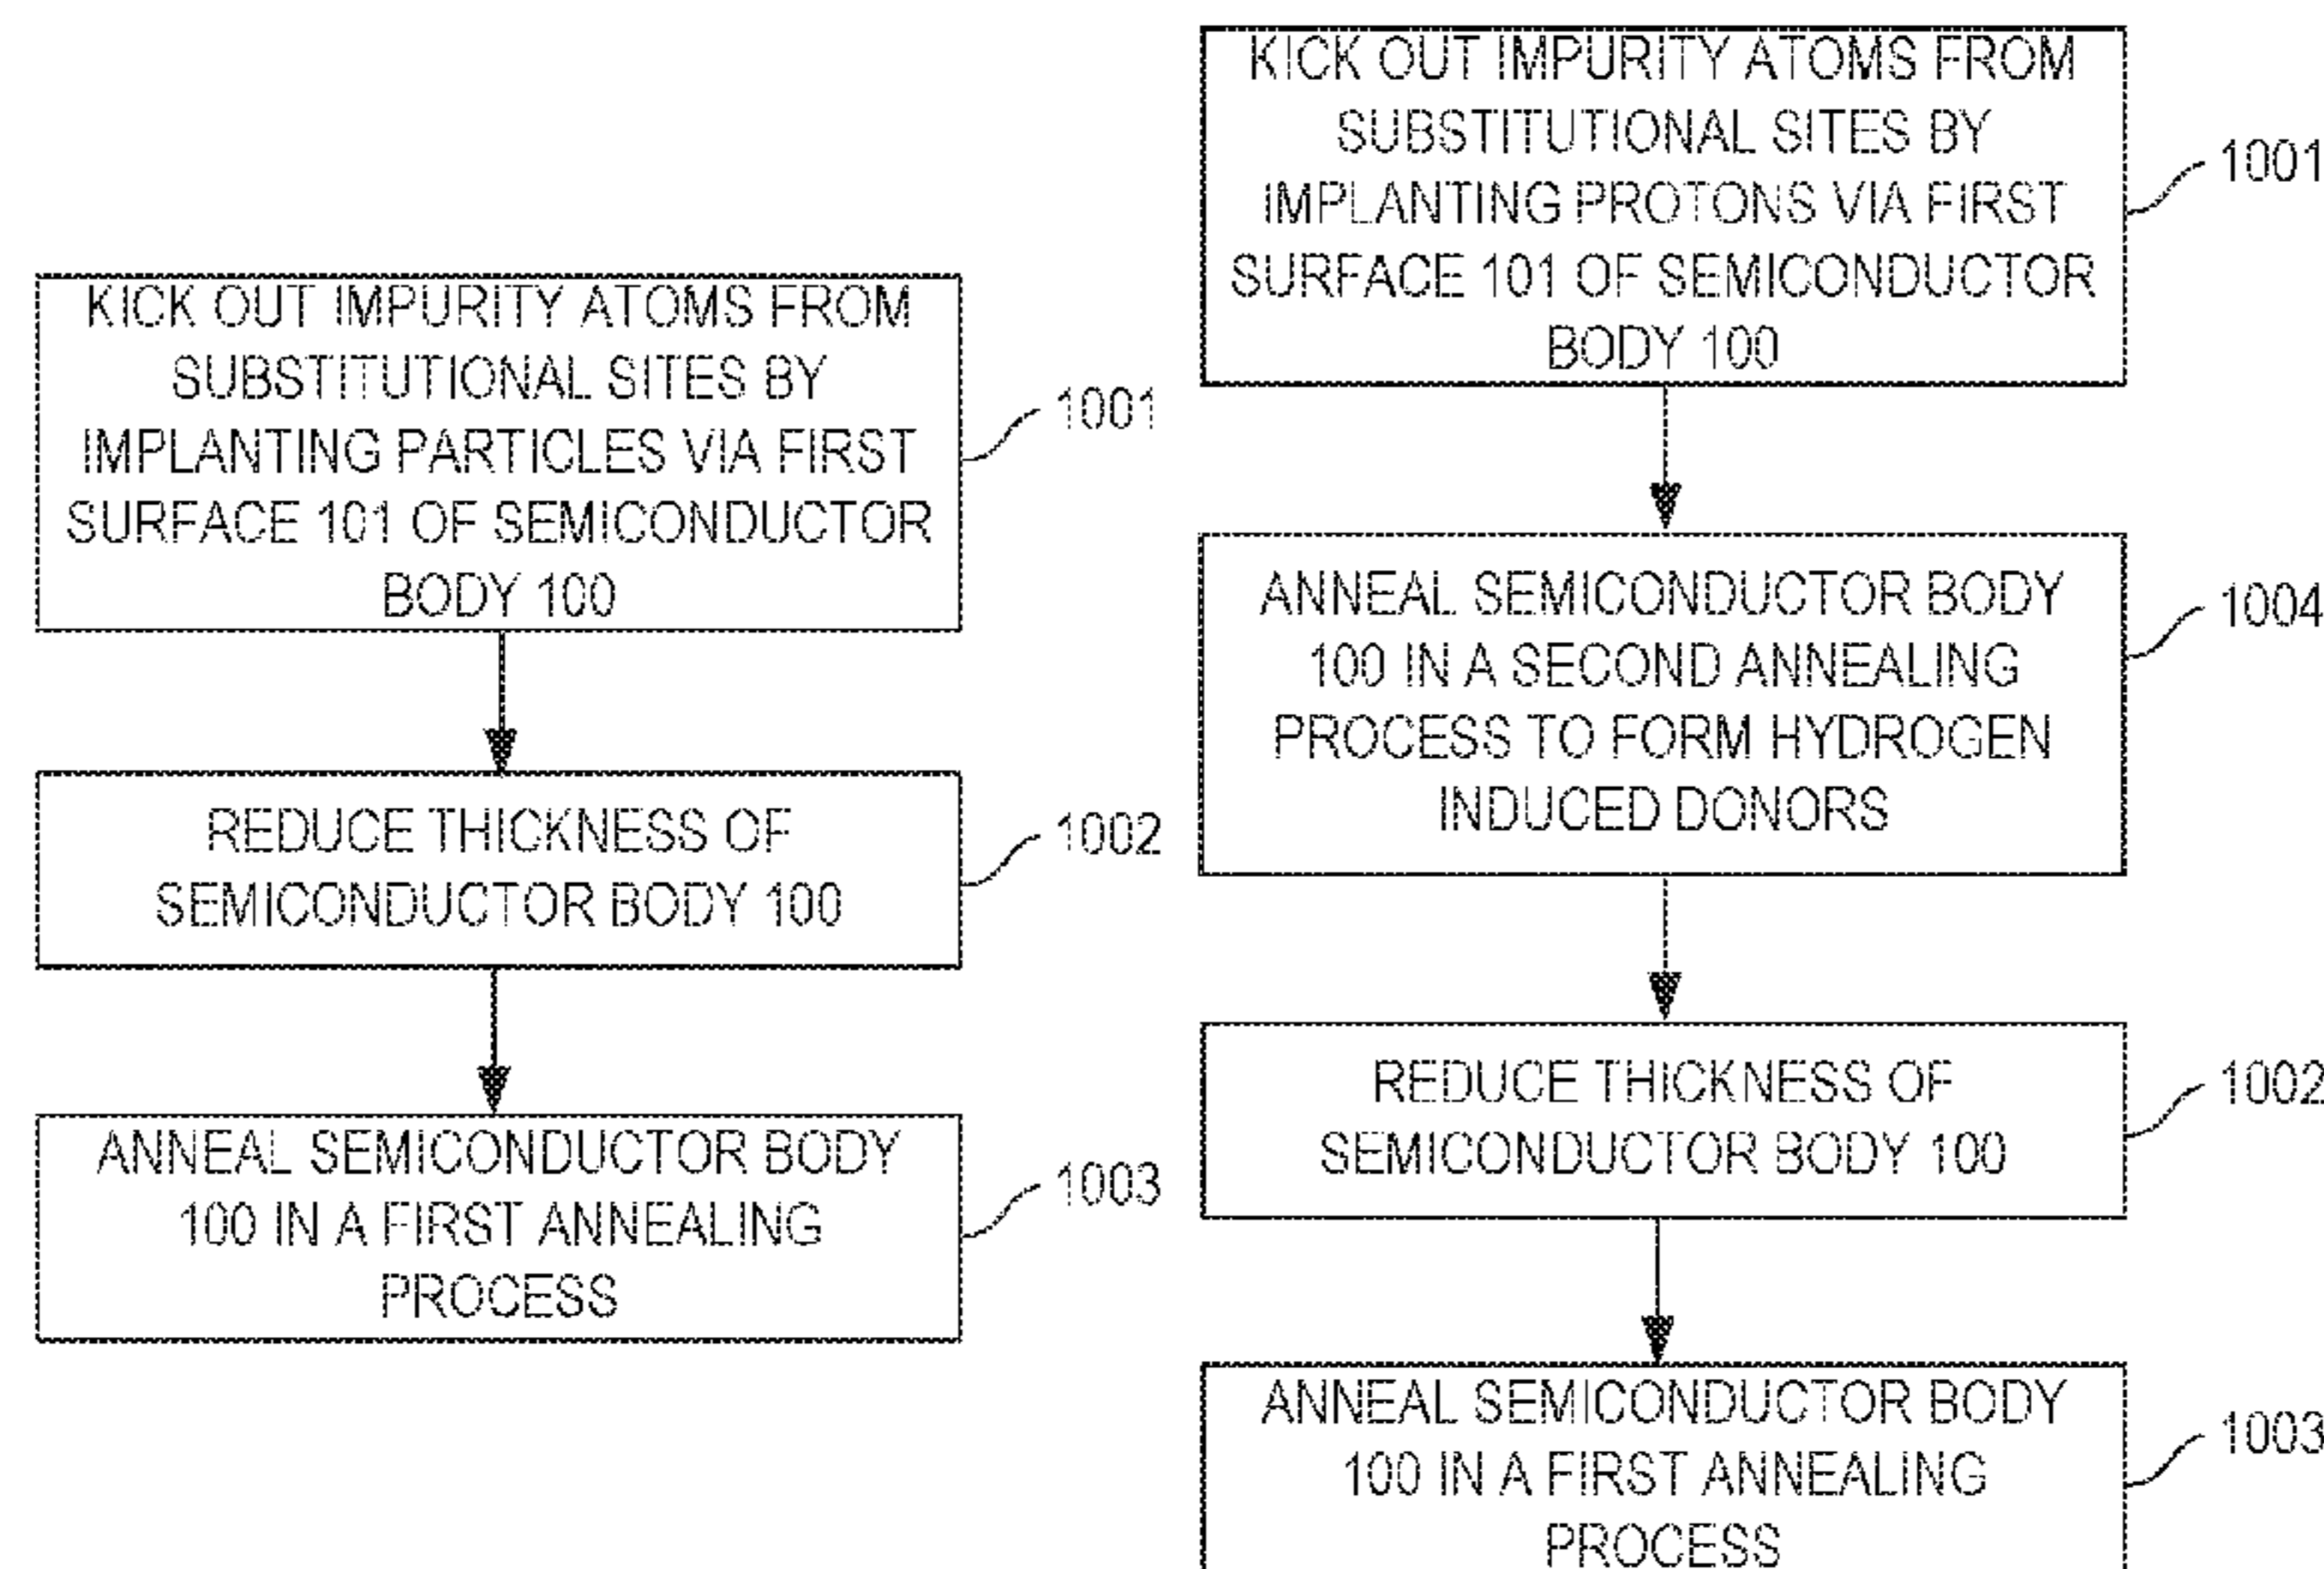 KICK OUT IMPURITY ATOMS FROM
SUBSTITUTIONAL SITES BY
IMPLANTING PARTICLES VIA FIRST
SURFACE 101 OF SEMICONDUCTOR
BODY 100
1001
REDUCE THICKNESS OF
SEMICONDUCTOR BODY 100
1002
ANNEAL SEMICONDUCTOR BODY
100 IN A FIRST ANNEALING
PROCESS
1003
KICK OUT IMPURITY ATOMS FROM
SUBSTITUTIONAL SITES BY
IMPLANTING PROTONS VIA FIRST
SURFACE 101 OF SEMICONDUCTOR
BODY 100
1001
ANNEAL SEMICONDUCTOR BODY
100 IN A SECOND ANNEALING
PROCESS TO FORM HYDROGEN
INDUCED DONORS
1004
REDUCE THICKNESS OF
SEMICONDUCTOR BODY 100
1002
ANNEAL SEMICONDUCTOR BODY
100 IN A FIRST ANNEALING
PROCESS
1003